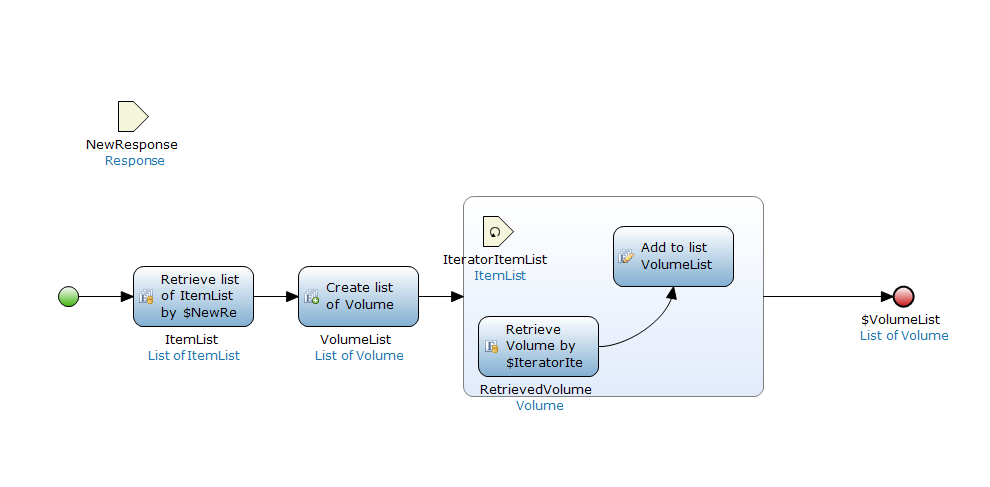 NewResponse
Response
IteratorItemList
ItemList
Add to list
VolumeList
Retrieve list
of ItemList
by $NewRe
ItemList
List of ItemList
Create list
of Volume
VolumeList
List of Volume
Retrieve
Volume by
$IteratorIte
RetrievedVolume
Volume
$VolumeList
List of Volume